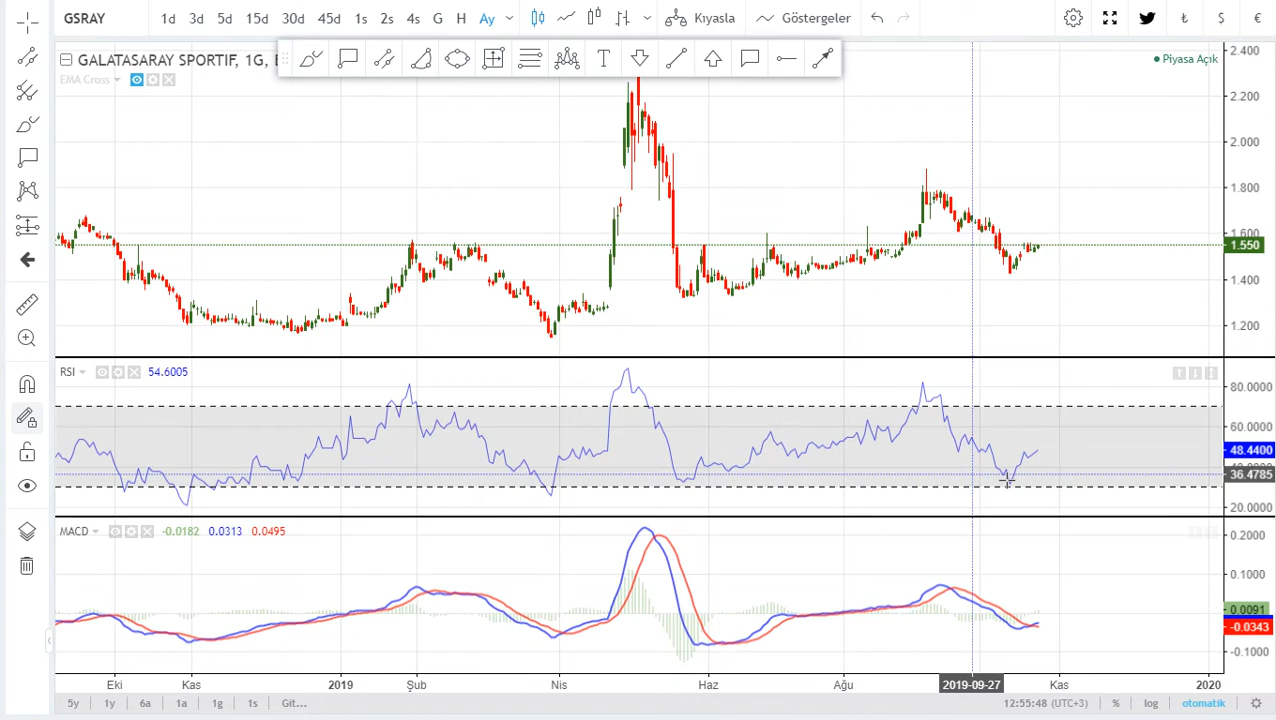 GSRAY 1d 3d 5d 15d 30d 45d 1s 2s 4s G H Ay Kıyasla Göstergeler ₺ $ €
GALATASARAY SPORTIF, 1G,
Piyasa Açık
EMA Cross
T
2.400
2.200
2.000
1.800
1.600
1.550
1.400
1.200
RSI 54.6005
80.0000
60.0000
48.4400
36.4785
20.0000
MACD -0.0182 0.0313 0.0495
0.2000
0.1000
0.0091
-0.0343
-0.1000
Eki Kas 2019 Şub Nis Haz Ağu 2019-09-27 Kas 2020
5y 1y 6a 1a 1g 1s Git... 12:55:48 (UTC+3) % log otomatik